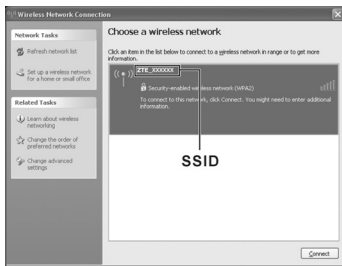 Wireless Network Connection
Network Tasks
Refresh network list
Set up a wireless network
for a home or small office
Related Tasks
Learn about wireless
networking
Change the order of
preferred networks
Change advanced
settings
Choose a wireless network
Click an item in the list below to connect to a wireless network in range or to get more
information.
ZTE_XXXXXX
Security-enabled wireless network (WPA2)
To connect to this network, click Connect. You might need to enter additional
information.
SSID
Connect